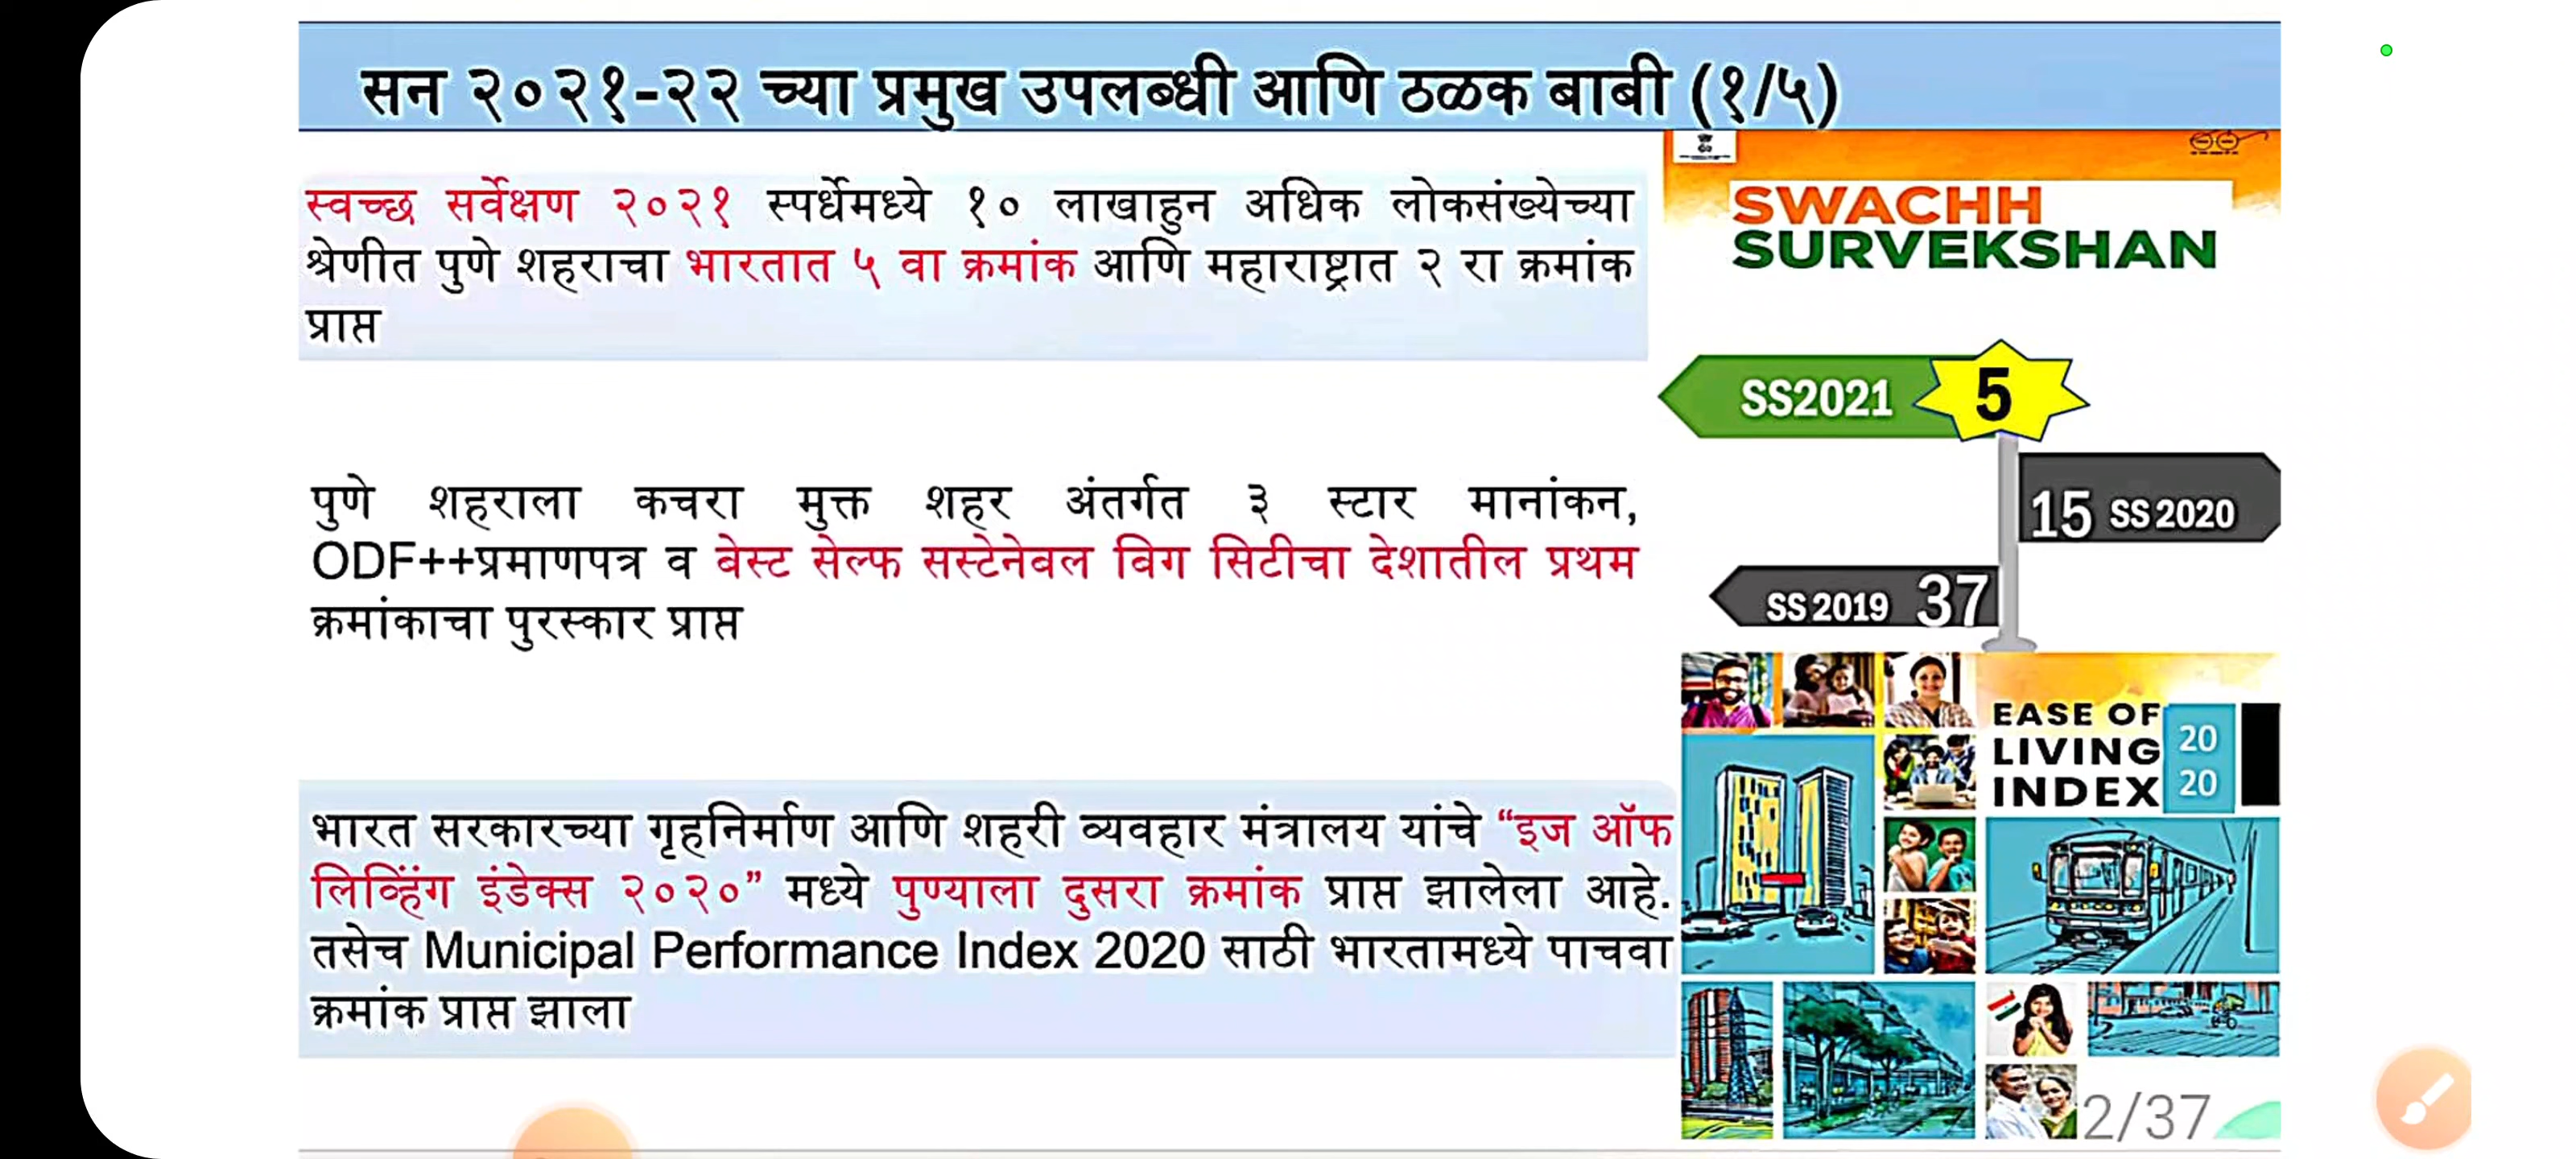 सन २०२१-२२ च्या प्रमुख उपलब्धी आणि ठळक बाबी (१/५)
स्वच्छ सर्वेक्षण २०२१ स्पर्धेमध्ये १० लाखाहुन अधिक लोकसंख्येच्या
श्रेणीत पुणे शहराचा भारतात ५ वा क्रमांक आणि महाराष्ट्रात २ रा क्रमांक
प्राप्त
SWACHH
SURVEKSHAN
SS2021 5
15 SS 2020
SS 2019 37
पुणे शहराला कचरा मुक्त शहर अंतर्गत ३ स्टार मानांकन,
ODF++प्रमाणपत्र व बेस्ट सेल्फ सस्टेनेबल बिग सिटीचा देशातील प्रथम
क्रमांकाचा पुरस्कार प्राप्त
EASE OF
LIVING
INDEX
20
20
भारत सरकारच्या गृहनिर्माण आणि शहरी व्यवहार मंत्रालय यांचे “इज ऑफ
लिव्हिंग इंडेक्स २०२०” मध्ये पुण्याला दुसरा क्रमांक प्राप्त झालेला आहे.
तसेच Municipal Performance Index 2020 साठी भारतामध्ये पाचवा
क्रमांक प्राप्त झाला
2/37